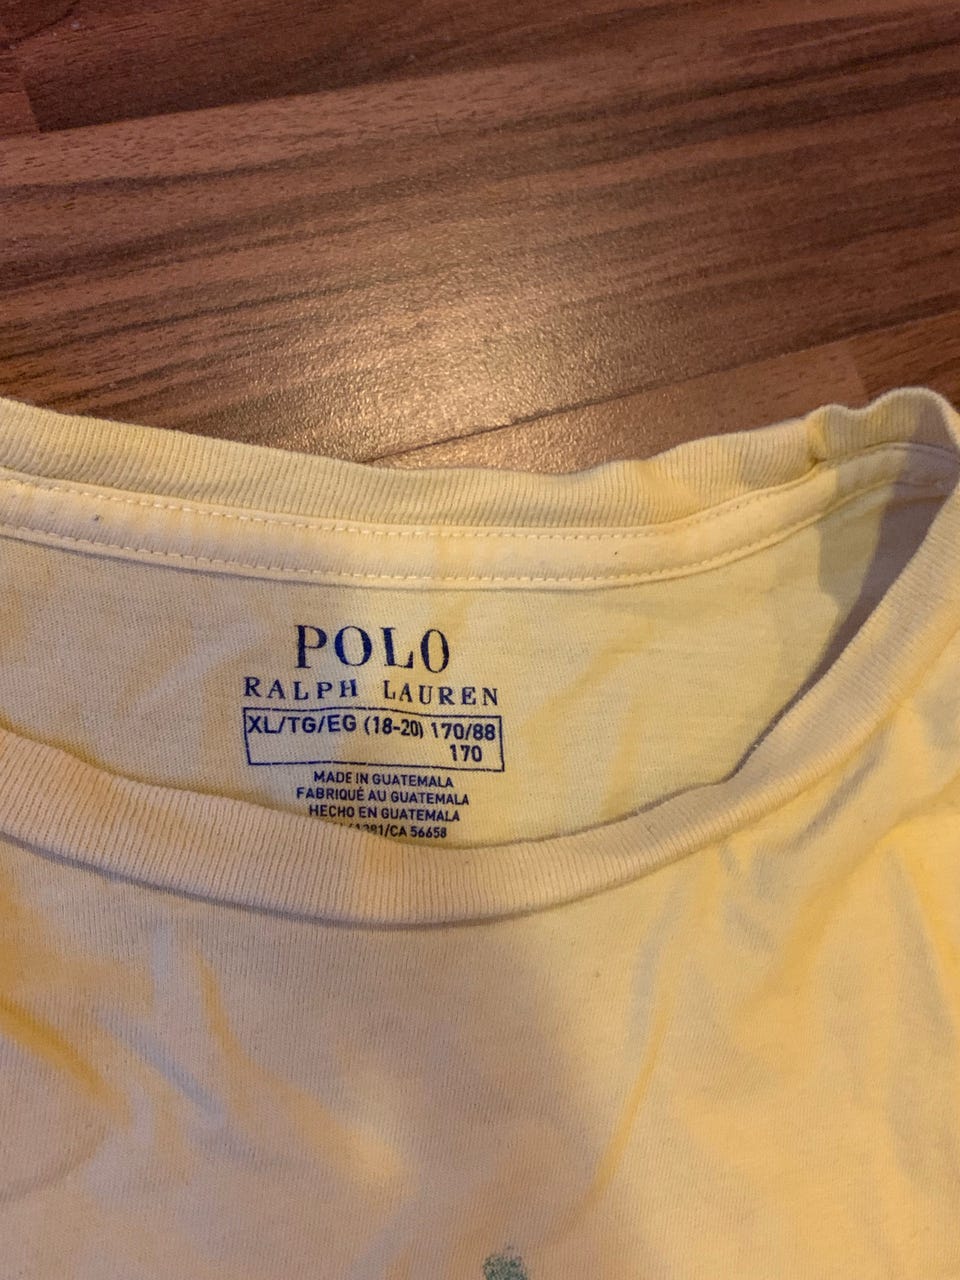 POLO
RALPH LAUREN
XL/TG/EG (18-20) 170/88
170
MADE IN GUATEMALA
FABRIQUÉ AU GUATEMALA
HECHO EN GUATEMALA
56658